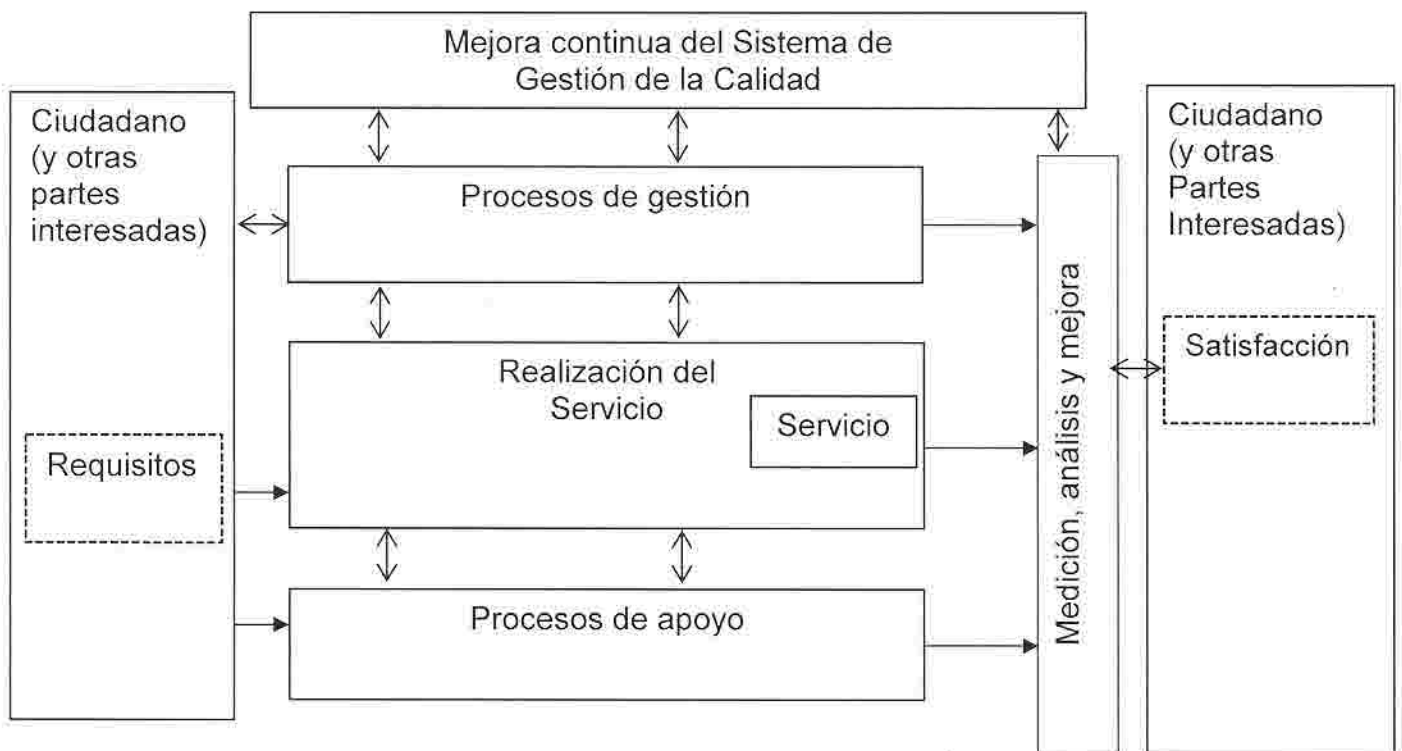 Mejora continua del Sistema de
Gestión de la Calidad
Ciudadano
(y otras
partes
interesadas)
Requisitos
Procesos de gestión
Realización del
Servicio
Servicio
Procesos de apoyo
Medición, análisis y mejora
Ciudadano
(y otras
Partes
Interesadas)
Satisfacción